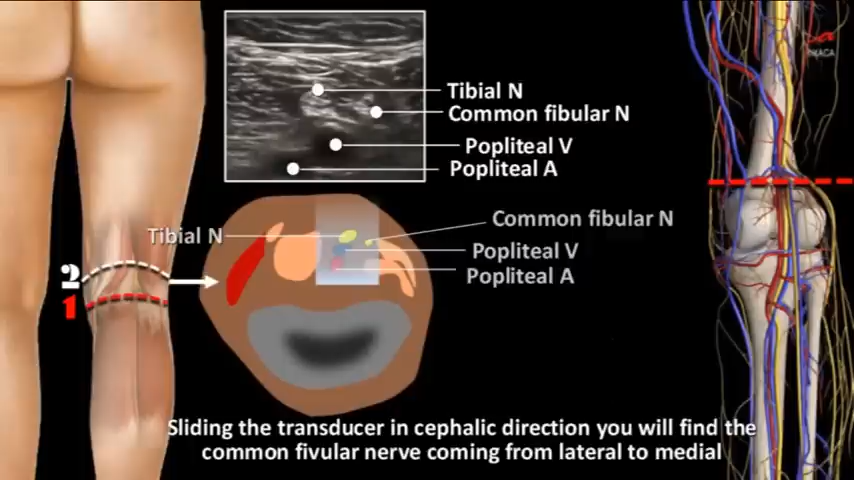 Tibial N
Common fibular N
Popliteal V
Popliteal A
Tibial N
Common fibular N
Popliteal V
Popliteal A
2
1
Sliding the transducer in cephalic direction you will find the
common fivular nerve coming from lateral to medial